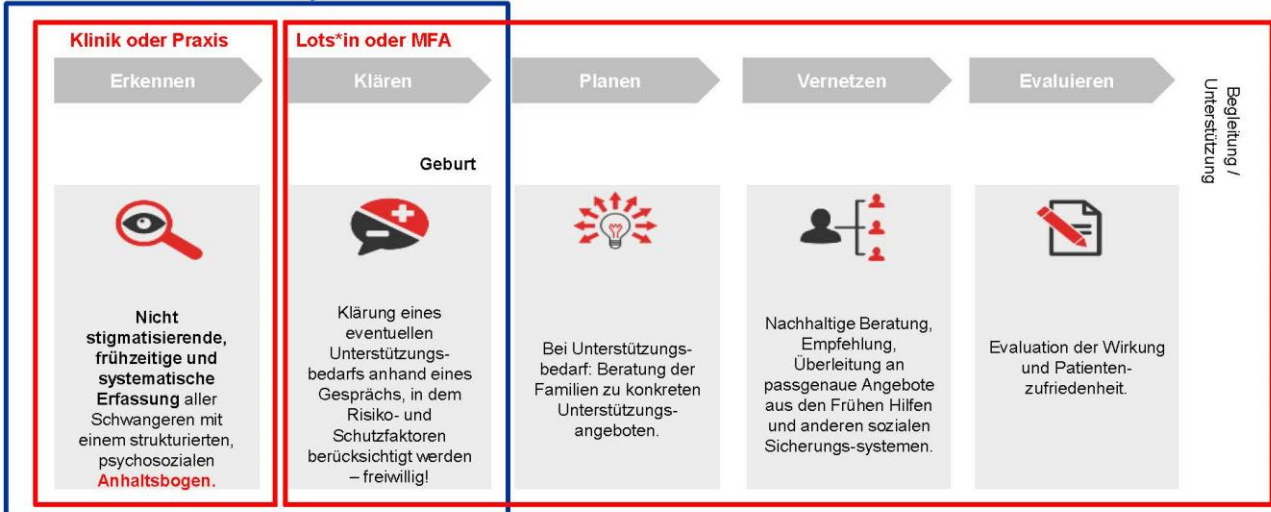 Klinik oder Praxis
Lots*in oder MFA
Erkennen
Klären
Planen
Vernetzen
Evaluieren
Begleitung /
Unterstützung
Geburt
Nicht
stigmatisierende,
frühzeitige und
systematische
Erfassung aller
Schwangeren mit
einem strukturierten,
psychosozialen
Anhaltsbogen.
Klärung eines
eventuellen
Unterstützungs-
bedarfs anhand eines
Gesprächs, in dem
Risiko- und
Schutzfaktoren
berücksichtigt werden
– freiwillig!
Bei Unterstützungs-
bedarf: Beratung der
Familien zu konkreten
Unterstützungs-
angeboten.
Nachhaltige Beratung,
Empfehlung,
Überleitung an
passgenaue Angebote
aus den Frühen Hilfen
und anderen sozialen
Sicherungs-systemen.
Evaluation der Wirkung
und Patienten-
zufriedenheit.